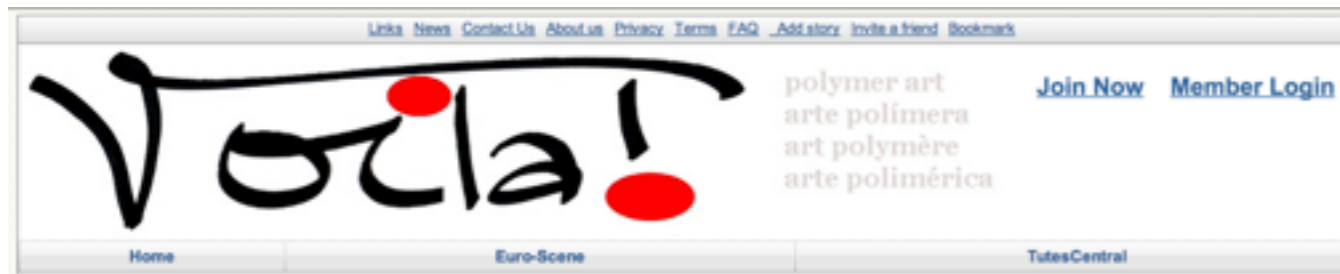 Links News Contact Us About us Privacy Terms FAQ Add story Invite a friend Bookmark
Voila!
polymer art
arte polímera
art polymère
arte polimérica
Join Now Member Login
Home Euro-Scene TutesCentral